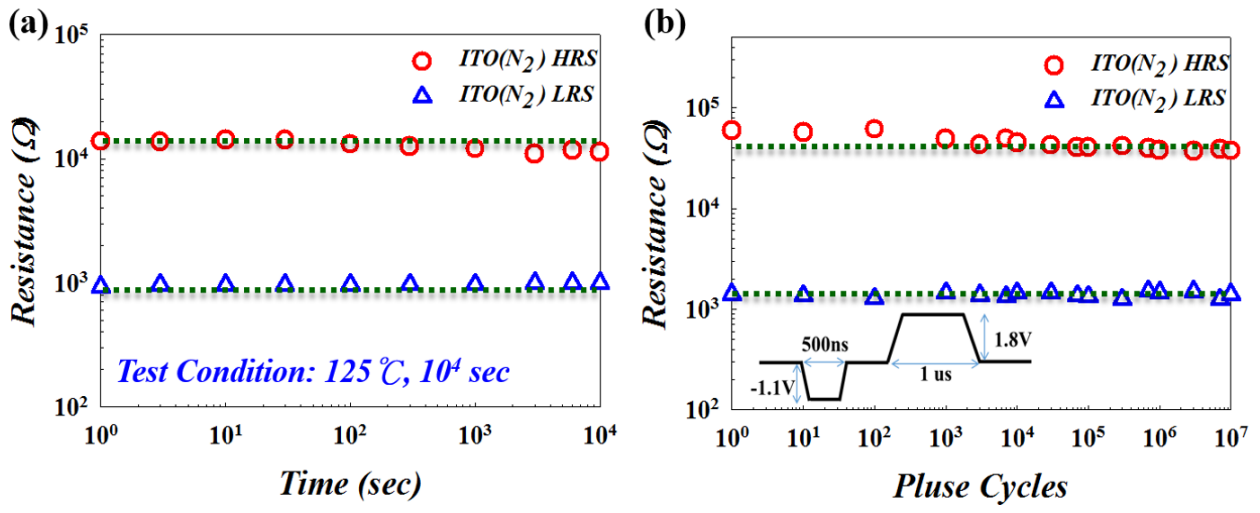 (a)
10⁵
10⁴
10³
10²
Resistance (Ω)
ITO(N₂) HRS
ITO(N₂) LRS
Test Condition: 125℃, 10⁴ sec
10⁰ 10¹ 10² 10³ 10⁴
Time (sec)
(b)
10⁵
10⁴
10³
10²
Resistance (Ω)
ITO(N₂) HRS
ITO(N₂) LRS
500ns
1.8V
-1.1V
1 us
10⁰ 10¹ 10² 10³ 10⁴ 10⁵ 10⁶ 10⁷
Pluse Cycles